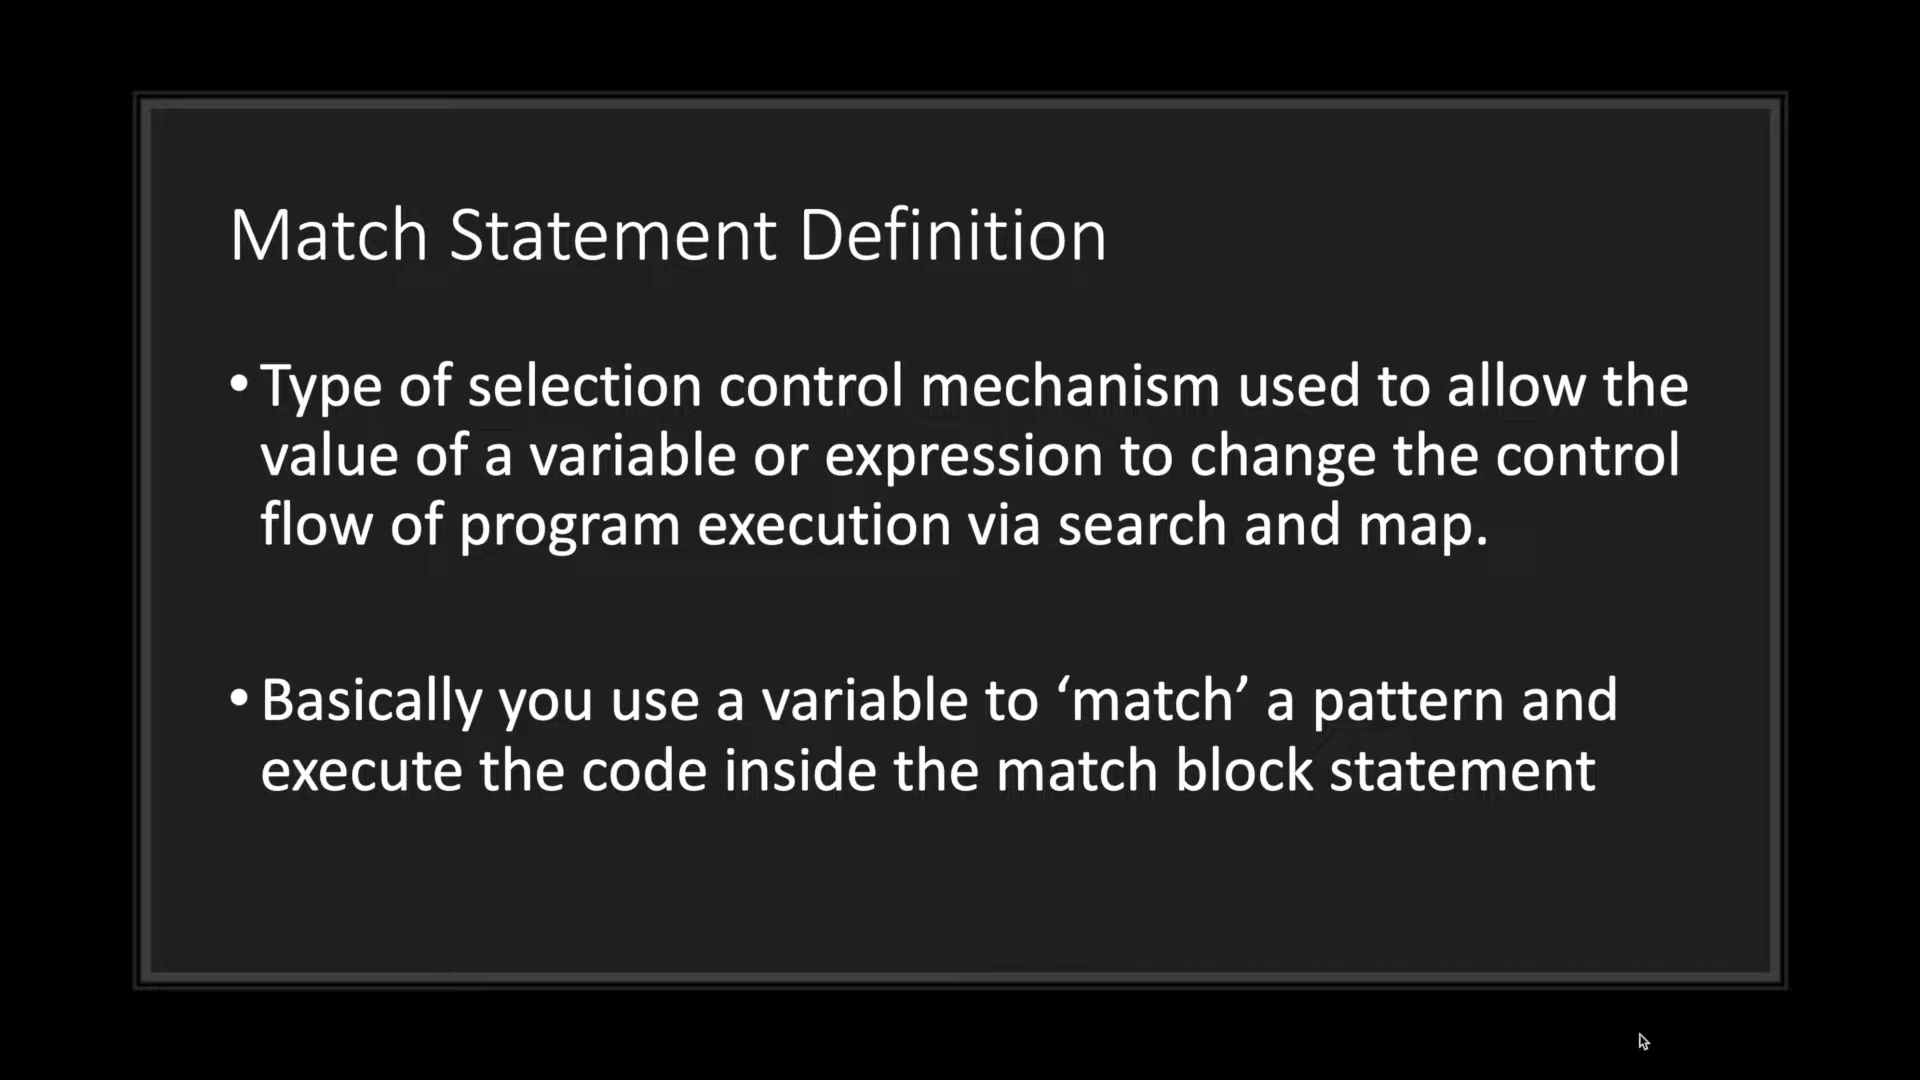 Match Statement Definition
• Type of selection control mechanism used to allow the
value of a variable or expression to change the control
flow of program execution via search and map.
• Basically you use a variable to ‘match’ a pattern and
execute the code inside the match block statement